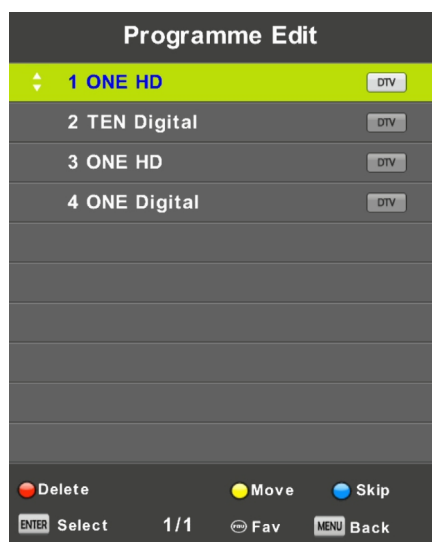 Programme Edit
1 ONE HD DTV
2 TEN Digital DTV
3 ONE HD DTV
4 ONE Digital DTV
Delete Move Skip
ENTER Select 1/1 FAV Fav MENU Back